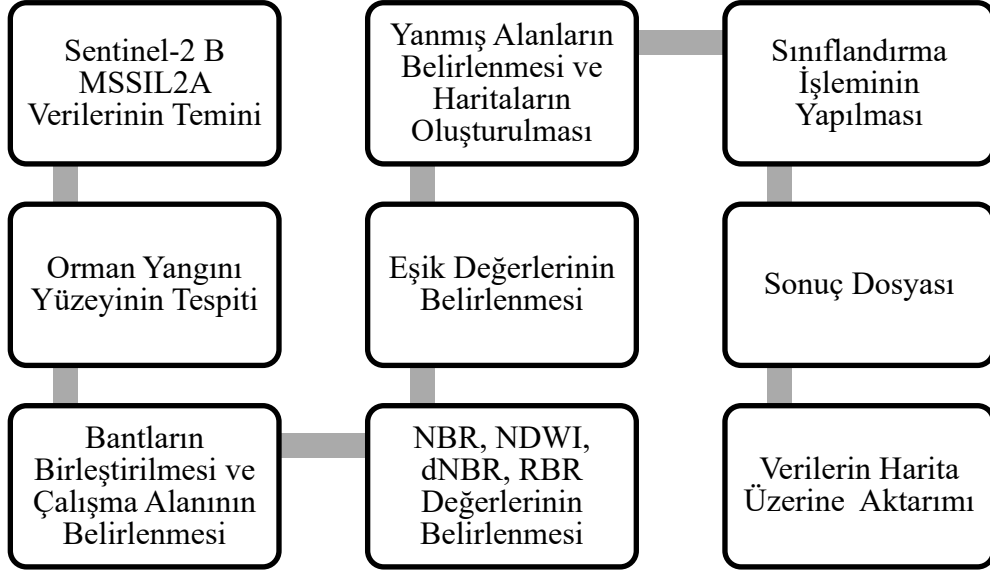 Sentinel-2 B
MSSIL2A
Verilerinin Temini
Orman Yangını
Yüzeyinin Tespiti
Bantların
Birleştirilmesi ve
Çalışma Alanının
Belirlenmesi
NBR, NDWI,
dNBR, RBR
Değerlerinin
Belirlenmesi
Eşik Değerlerinin
Belirlenmesi
Yanmış Alanların
Belirlenmesi ve
Haritaların
Oluşturulması
Sınıflandırma
İşleminin
Yapılması
Sonuç Dosyası
Verilerin Harita
Üzerine Aktarımı